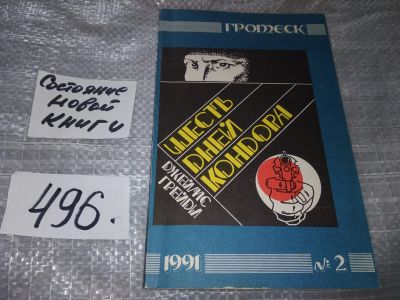 Состояние
новой
книги
496.
ГРОТЕСК
ШЕСТЬ
ДНЕЙ
КОНДОРА
ДЖЕЙМС
ГРЕЙДИ
1991
№ 2